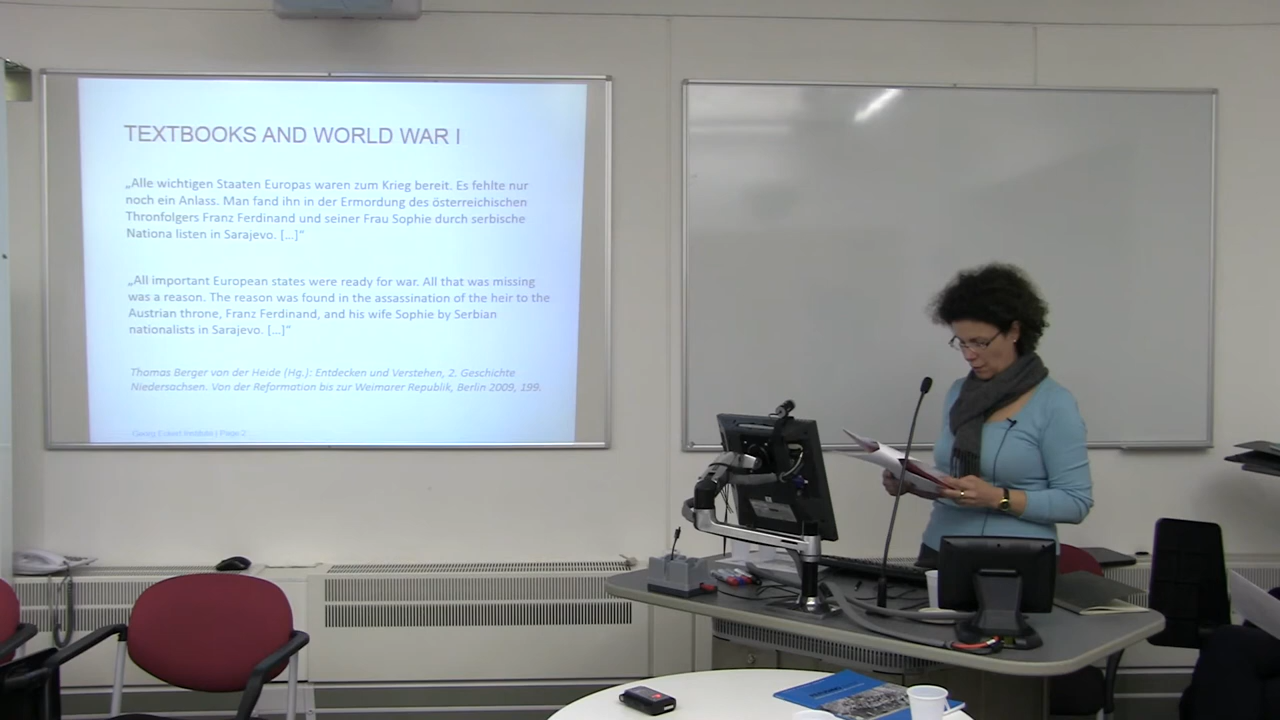 TEXTBOOKS AND WORLD WAR I
„Alle wichtigen Staaten Europas waren zum Krieg bereit. Es fehlte nur
noch ein Anlass. Man fand ihn in der Ermordung des österreichischen
Thronfolgers Franz Ferdinand und seiner Frau Sophie durch serbische
Nationa listen in Sarajevo. [...]“
„All important European states were ready for war. All that was missing
was a reason. The reason was found in the assassination of the heir to the
Austrian throne, Franz Ferdinand, and his wife Sophie by Serbian
nationalists in Sarajevo. [...]“
Thomas Berger von der Heide (Hg.): Entdecken und Verstehen, 2. Geschichte
Niedersachsen. Von der Reformation bis zur Weimarer Republik, Berlin 2009, 199.
Georg Eckert Institute | Page 2